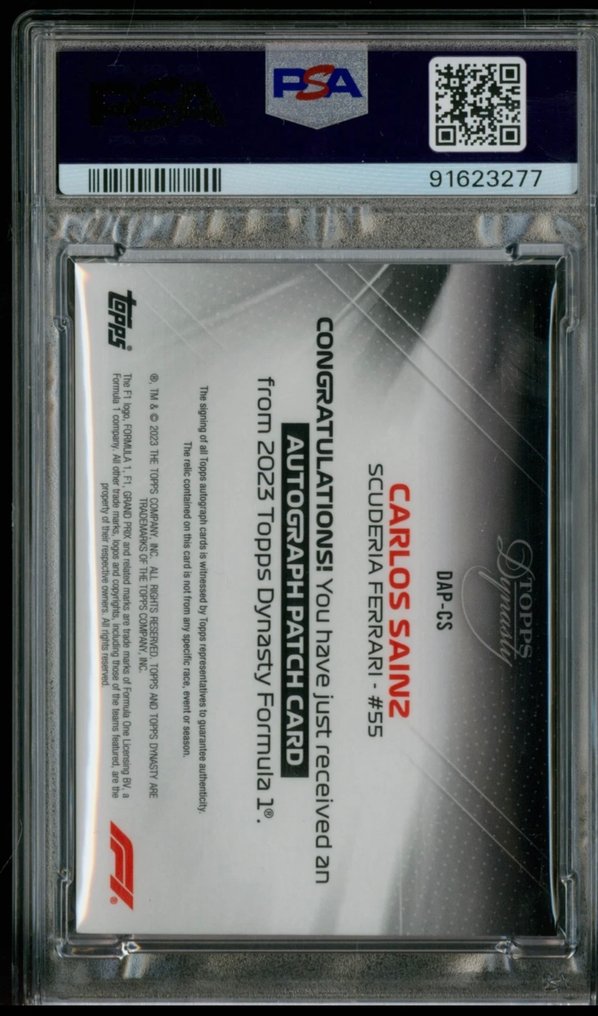 PSA
91623277
TOPPS
Dynasty
DAP-CS
CARLOS SAINZ
SCUDERIA FERRARI - #55
CONGRATULATIONS! You have just received an
AUTOGRAPH PATCH CARD
from 2023 Topps Dynasty Formula 1®.
The signing of all Topps autograph cards is witnessed by Topps representatives to guarantee authenticity.
The relic contained on this card is not from any specific race, event or season.
®, TM & © 2023 THE TOPPS COMPANY, INC. ALL RIGHTS RESERVED. TOPPS AND TOPPS DYNASTY ARE
TRADEMARKS OF THE TOPPS COMPANY, INC.
The F1 logo, FORMULA 1, F1, GRAND PRIX and related marks are trade marks of Formula One Licensing BV, a
Formula 1 company. All other trade marks, logos and copyrights, including those of the teams featured, are the
property of their respective owners. All rights reserved.
topps®
F1®